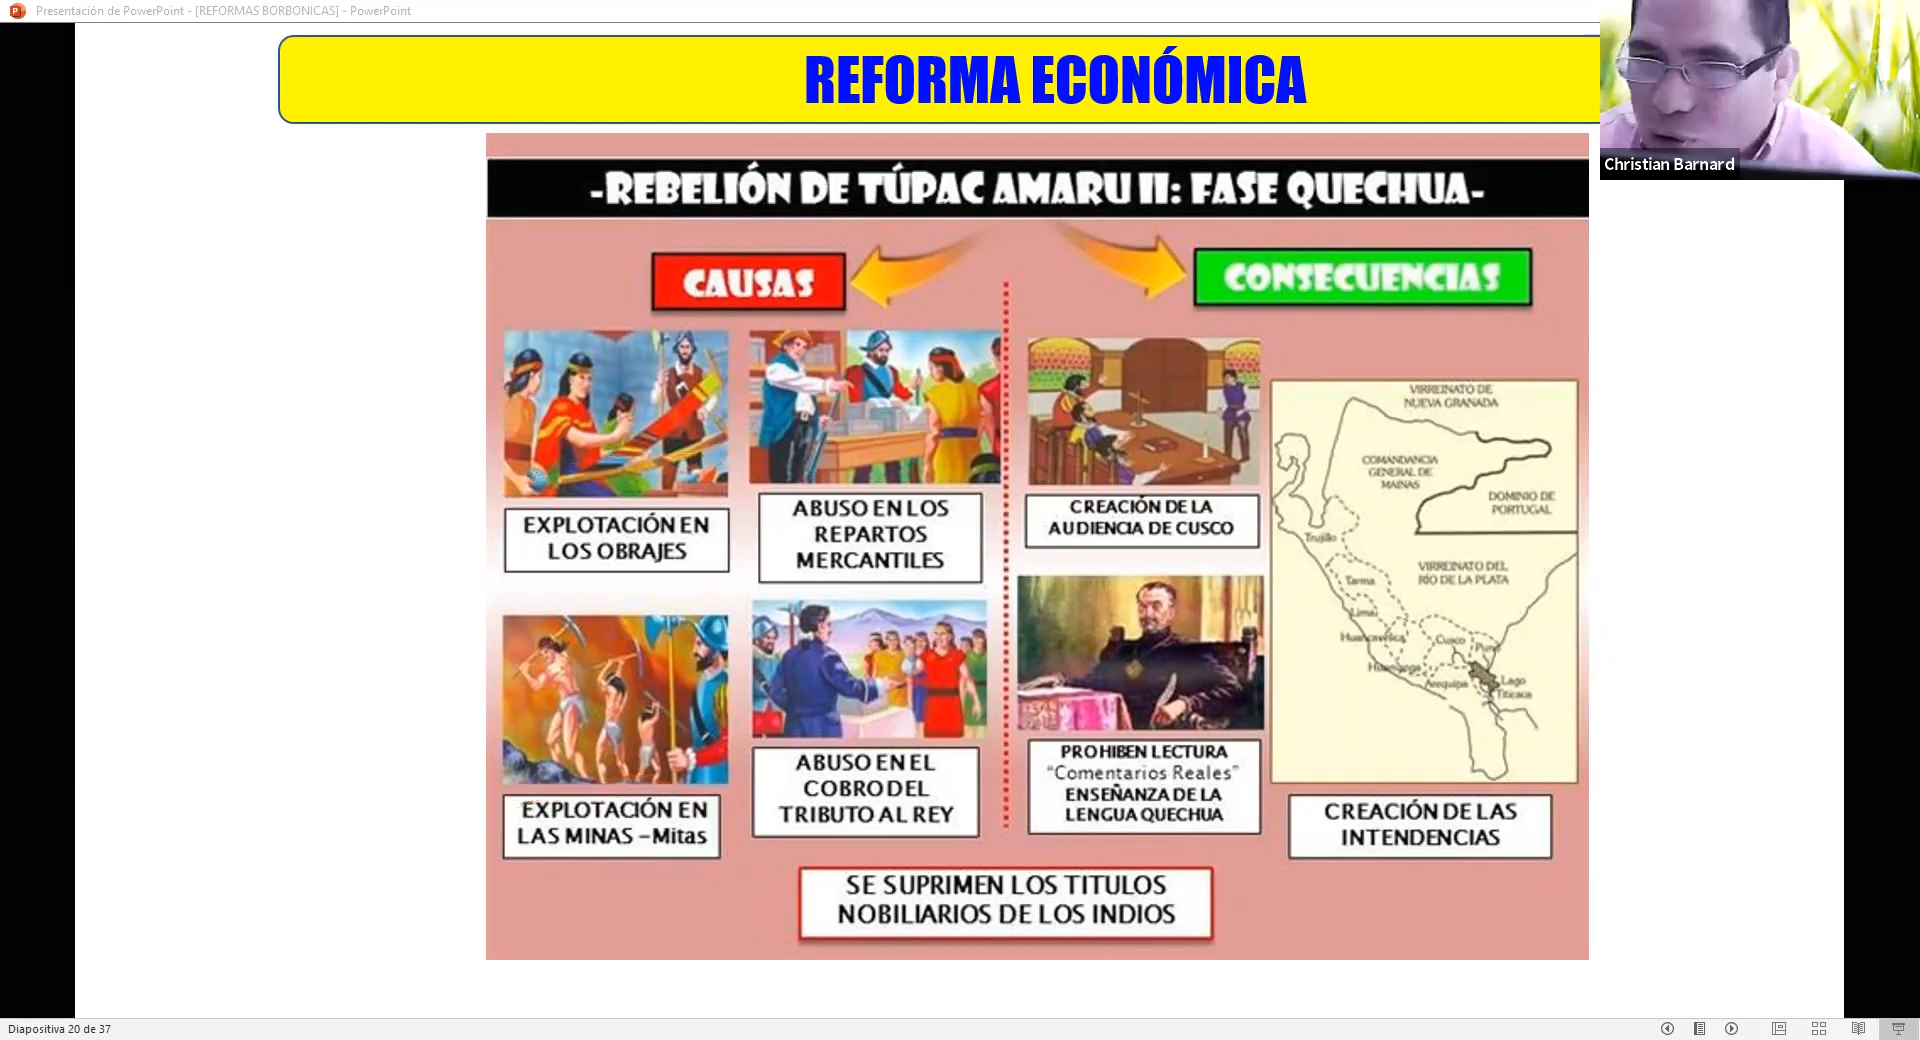 Presentación de PowerPoint - [REFORMAS BORBONICAS] - PowerPoint
REFORMA ECONÓMICA
Christian Barnard
-REBELIÓN DE TÚPAC AMARU II: FASE QUECHUA-
CAUSAS
CONSECUENCIAS
EXPLOTACIÓN EN
LOS OBRAJES
ABUSO EN LOS
REPARTOS
MERCANTILES
EXPLOTACIÓN EN
LAS MINAS -Mitas
ABUSO EN EL
COBRO DEL
TRIBUTO AL REY
CREACIÓN DE LA
AUDIENCIA DE CUSCO
PROHIBEN LECTURA
"Comentarios Reales"
ENSEÑANZA DE LA
LENGUA QUECHUA
VIRREINATO DE
NUEVA GRANADA
COMANDANCIA
GENERAL DE
MAINAS
DOMINIO DE
PORTUGAL
Trujillo
VIRREINATO DEL
RÍO DE LA PLATA
Tarma
Lima
Huancavelica
Cusco
Puno
Huamanga
Arequipa
Lago
Titicaca
CREACIÓN DE LAS
INTENDENCIAS
SE SUPRIMEN LOS TITULOS
NOBILIARIOS DE LOS INDIOS
Diapositiva 20 de 37